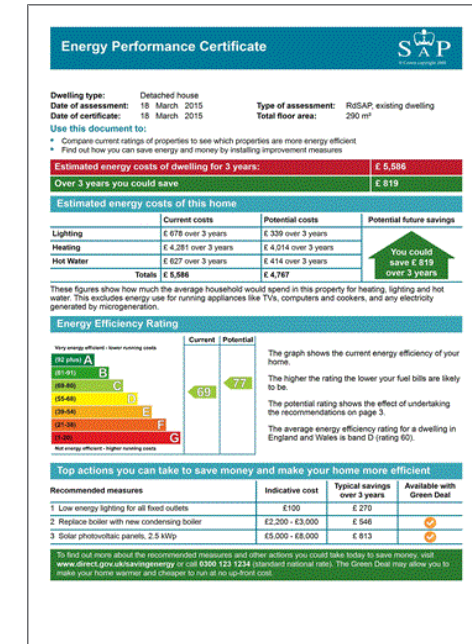 Energy Performance Certificate
SAP
© Crown copyright 2009
Dwelling type: Detached house
Date of assessment: 18 March 2015 Type of assessment: RdSAP, existing dwelling
Date of certificate: 18 March 2015 Total floor area: 290 m²
Use this document to:
• Compare current ratings of properties to see which properties are more energy efficient
• Find out how you can save energy and money by installing improvement measures
Estimated energy costs of dwelling for 3 years: £ 5,586
Over 3 years you could save £ 819
Estimated energy costs of this home
Current costs Potential costs Potential future savings
Lighting £ 678 over 3 years £ 339 over 3 years
Heating £ 4,281 over 3 years £ 4,014 over 3 years
Hot Water £ 627 over 3 years £ 414 over 3 years
Totals £ 5,586 £ 4,767
You could
save £ 819
over 3 years
These figures show how much the average household would spend in this property for heating, lighting and hot
water. This excludes energy use for running appliances like TVs, computers and cookers, and any electricity
generated by microgeneration.
Energy Efficiency Rating
Current Potential
Very energy efficient - lower running costs
(92 plus) A
(81-91) B
(69-80) C
(55-68) D
(39-54) E
(21-38) F
(1-20) G
Not energy efficient - higher running costs
69
77
The graph shows the current energy efficiency of your
home.
The higher the rating the lower your fuel bills are likely
to be.
The potential rating shows the effect of undertaking
the recommendations on page 3.
The average energy efficiency rating for a dwelling in
England and Wales is band D (rating 60).
Top actions you can take to save money and make your home more efficient
Recommended measures Indicative cost Typical savings over 3 years Available with Green Deal
1 Low energy lighting for all fixed outlets £100 £ 270
2 Replace boiler with new condensing boiler £2,200 - £3,000 £ 546
3 Solar photovoltaic panels, 2.5 kWp £5,000 - £8,000 £ 813
To find out more about the recommended measures and other actions you could take today to save money, visit
www.direct.gov.uk/savingenergy or call 0300 123 1234 (standard national rate). The Green Deal may allow you to
make your home warmer and cheaper to run at no up-front cost.